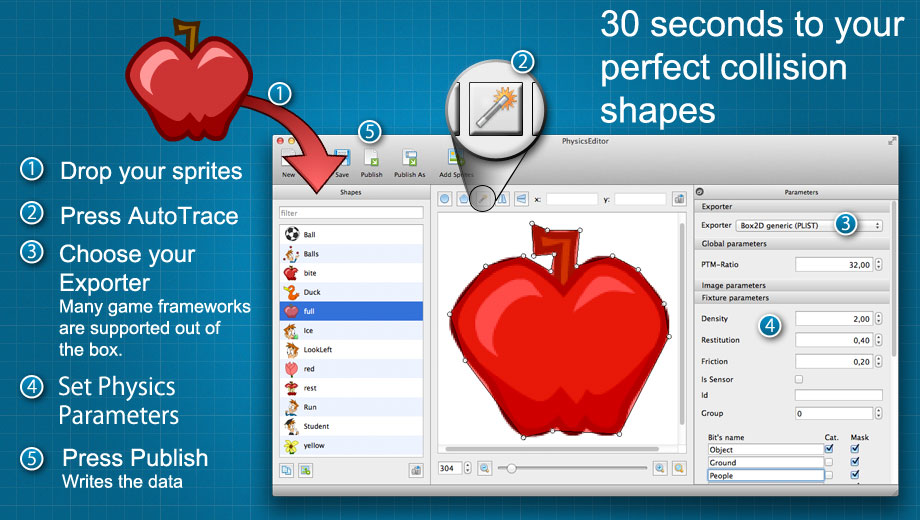 30 seconds to your
perfect collision
shapes
1
2
5
1 Drop your sprites
2 Press AutoTrace
3 Choose your
Exporter
Many game frameworks
are supported out of
the box.
4 Set Physics
Parameters
5 Press Publish
Writes the data
PhysicsEditor
New Save Publish Publish As Add Sprites
Shapes
filter
Ball
Balls
bite
Duck
full
Ice
LookLeft
red
rest
Run
Student
yellow
x: y:
304
Parameters
Exporter
Exporter Box2D generic (PLIST) 3
Global parameters
PTM-Ratio 32,00
Image parameters
Fixture parameters
Density 2,00
4
Restitution 0,40
Friction 0,20
Is Sensor
Id
Group 0
Bit's name Cat. Mask
Object
Ground
People